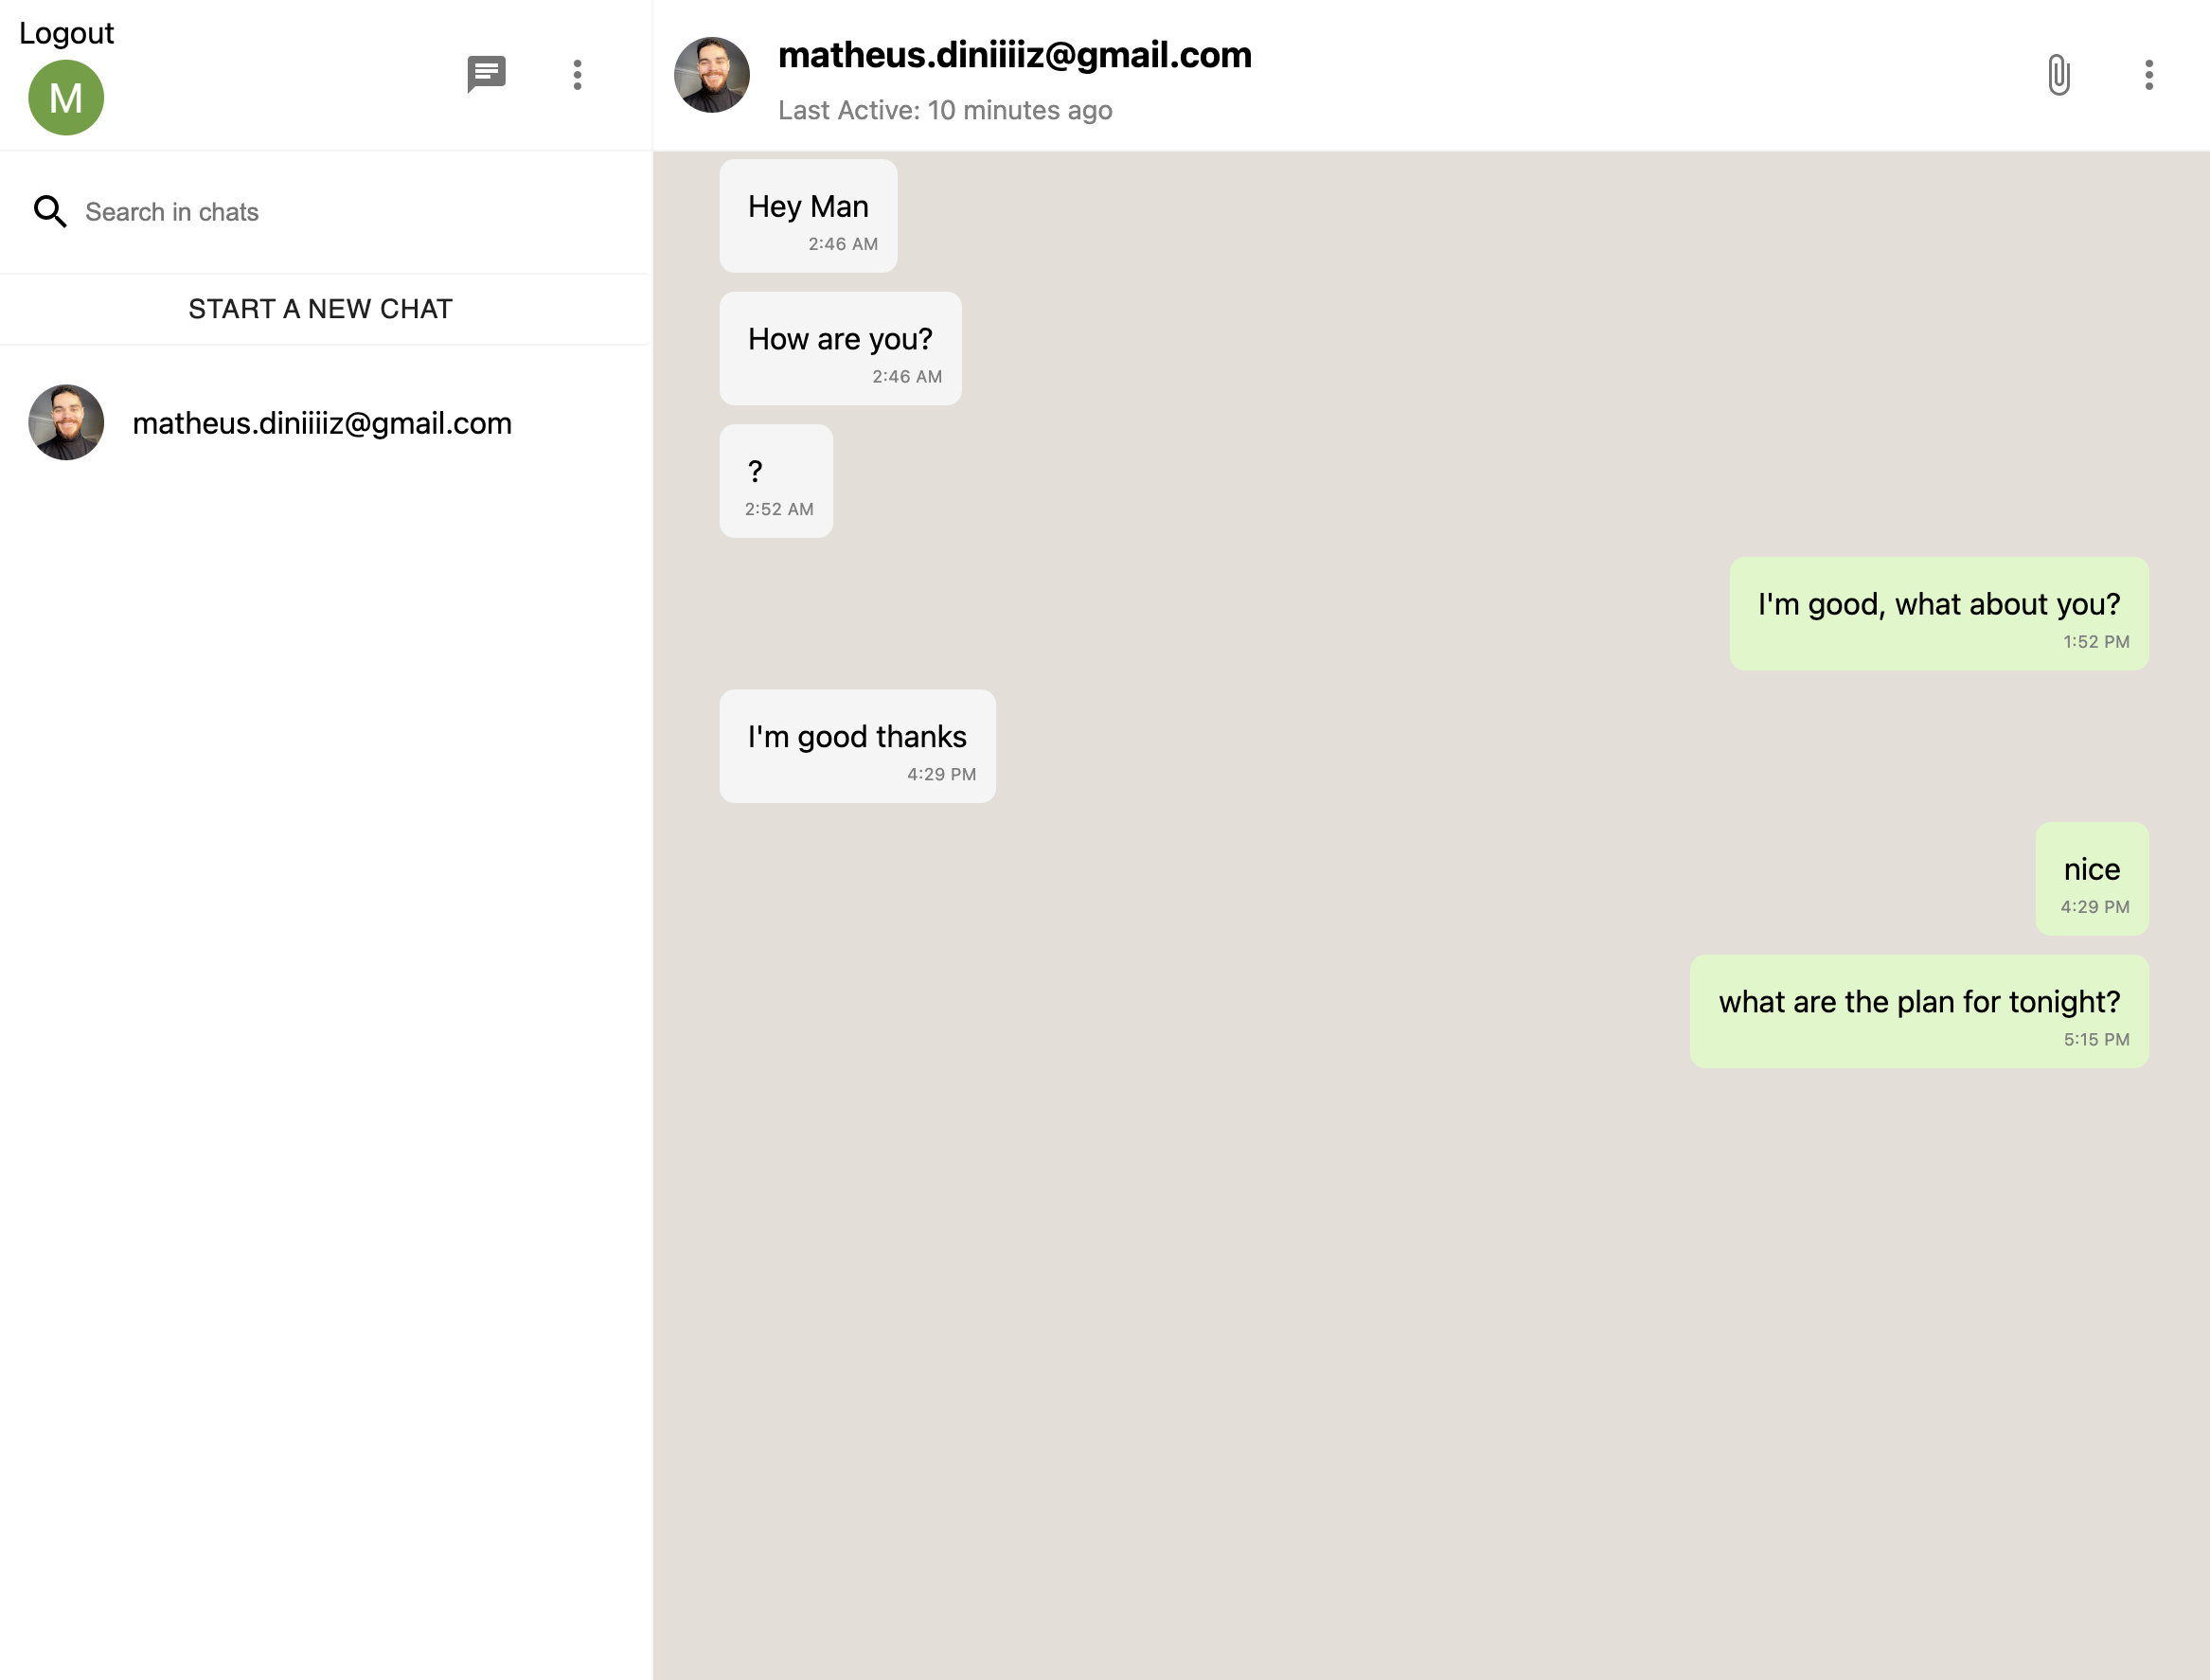 Logout
M
Search in chats
START A NEW CHAT
matheus.diniiiiz@gmail.com
matheus.diniiiiz@gmail.com
Last Active: 10 minutes ago
Hey Man
2:46 AM
How are you?
2:46 AM
?
2:52 AM
I'm good, what about you?
1:52 PM
I'm good thanks
4:29 PM
nice
4:29 PM
what are the plan for tonight?
5:15 PM